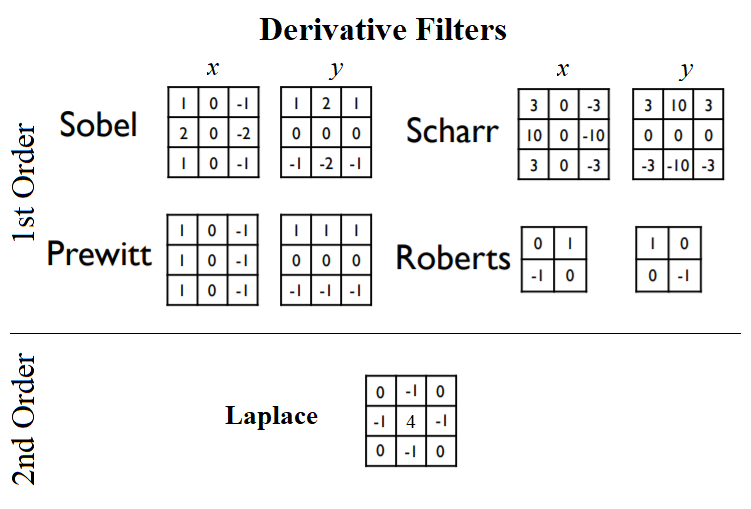 Derivative Filters
1st Order
x y
Sobel
1 0 -1
2 0 -2
1 0 -1
1 2 1
0 0 0
-1 -2 -1
x y
Scharr
3 0 -3
10 0 -10
3 0 -3
3 10 3
0 0 0
-3 -10 -3
Prewitt
1 0 -1
1 0 -1
1 0 -1
1 1 1
0 0 0
-1 -1 -1
Roberts
0 1
-1 0
1 0
0 -1
2nd Order
Laplace
0 -1 0
-1 4 -1
0 -1 0